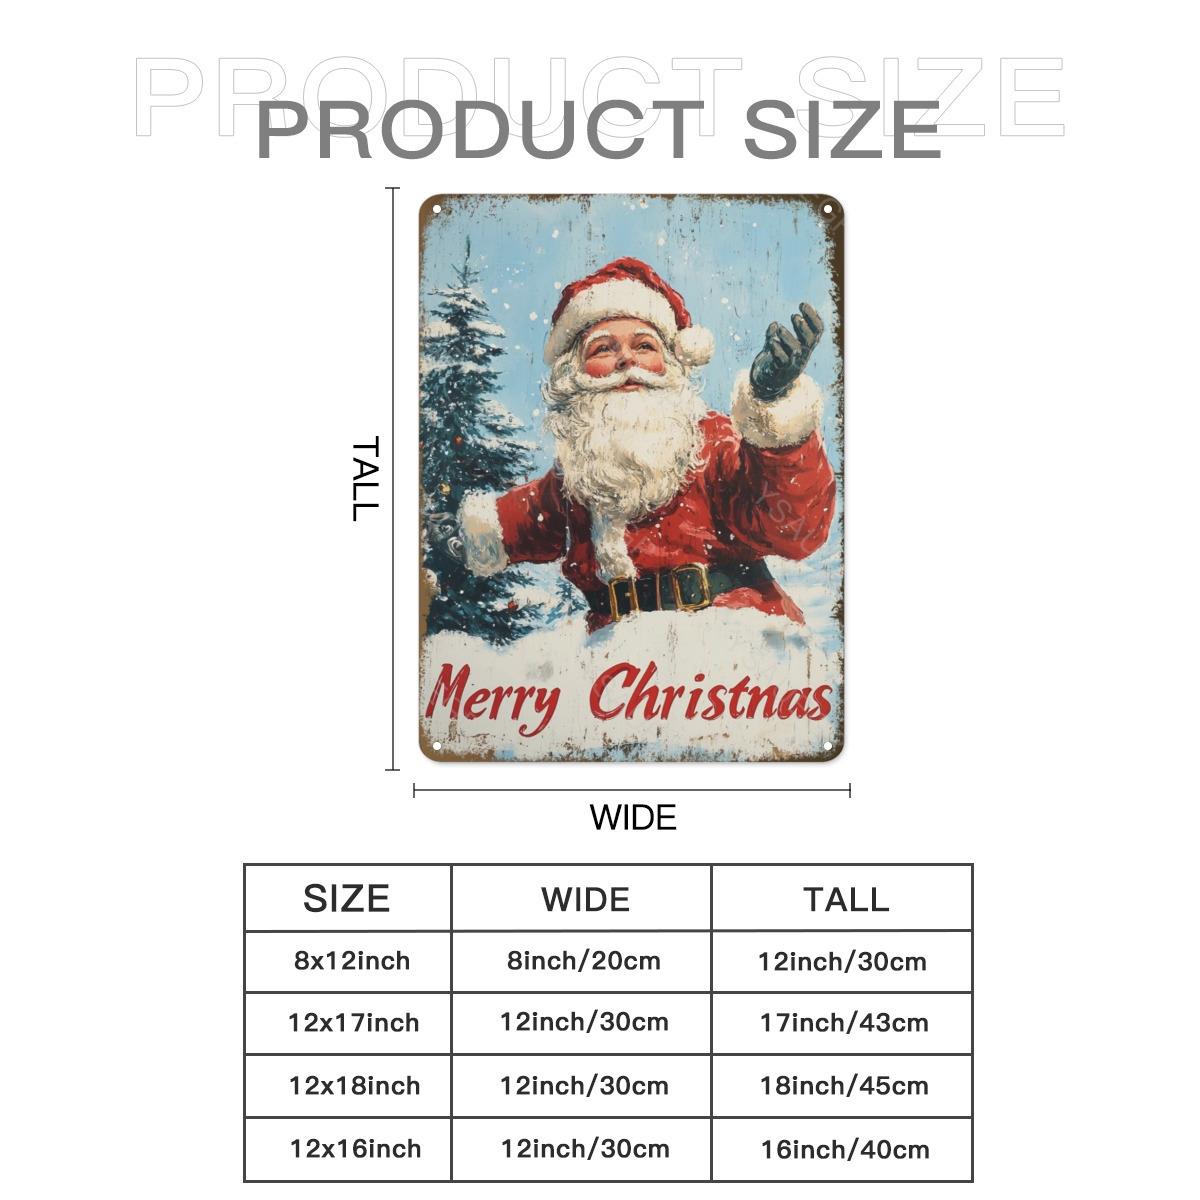 PRODUCT SIZE
PRODUCT SIZE
TALL
YSAU
Merry Christnas
WIDE
SIZE WIDE TALL
8x12inch 8inch/20cm 12inch/30cm
12x17inch 12inch/30cm 17inch/43cm
12x18inch 12inch/30cm 18inch/45cm
12x16inch 12inch/30cm 16inch/40cm